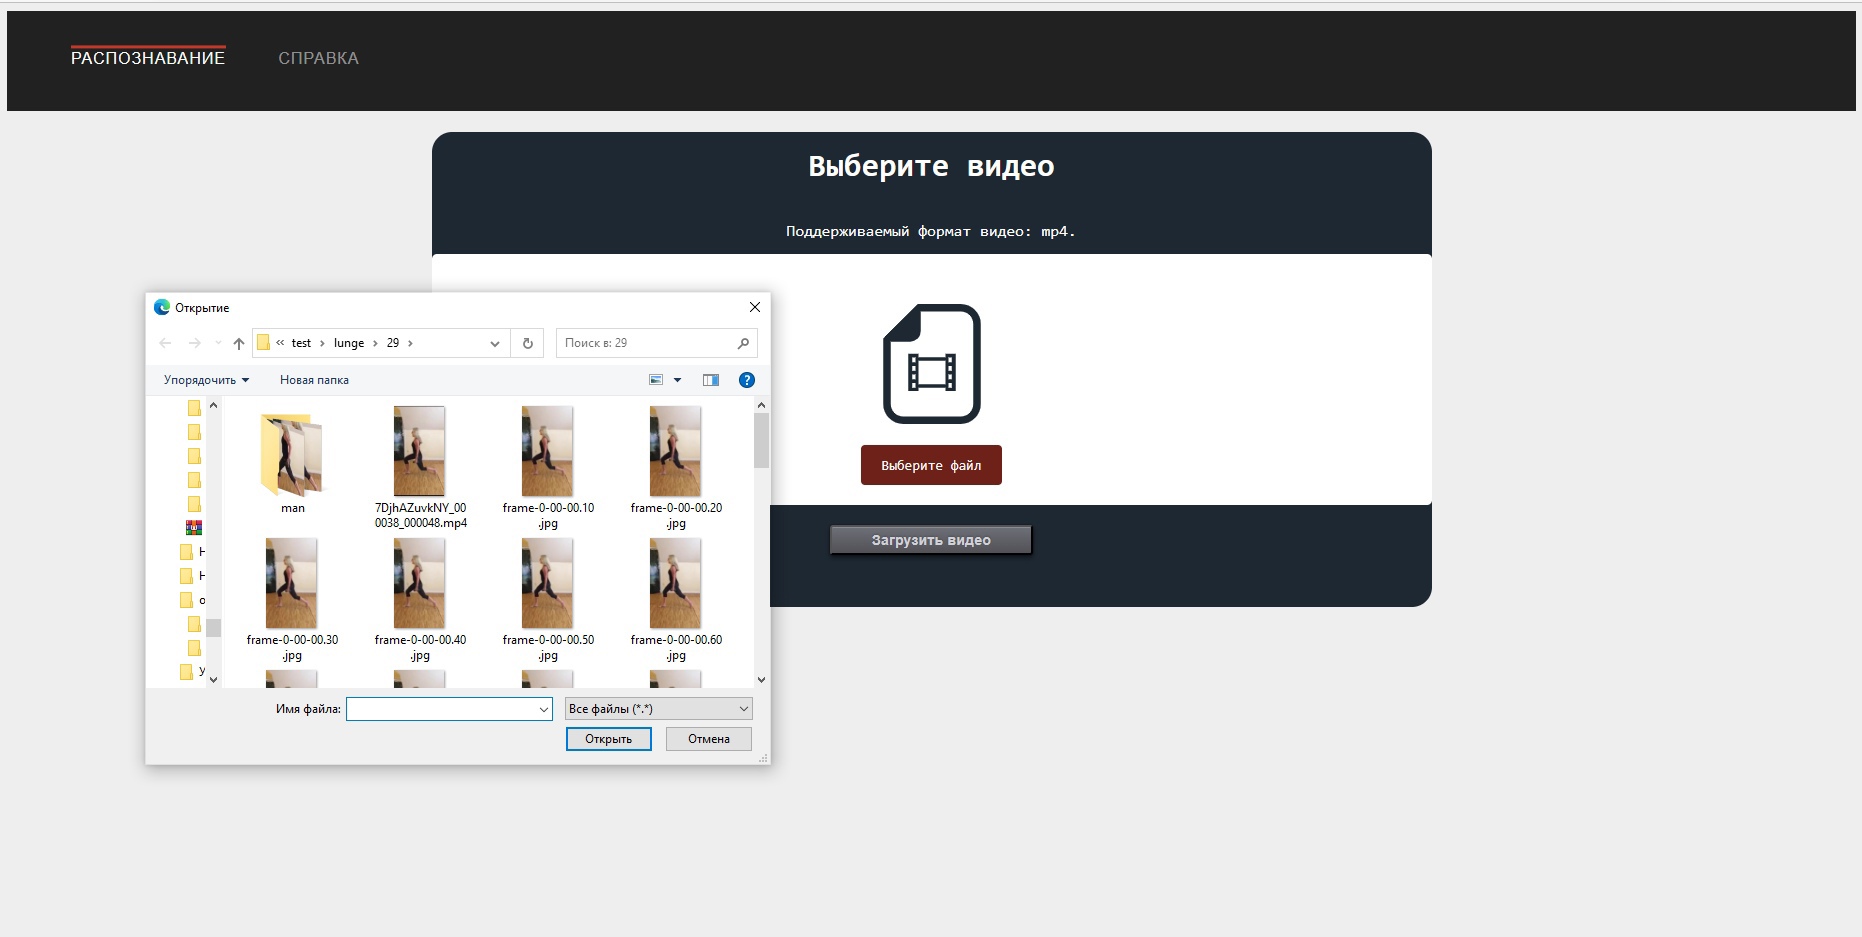 РАСПОЗНАВАНИЕ
СПРАВКА
Выберите видео
Поддерживаемый формат видео: mp4.
Выберите файл
Загрузить видео
Открытие
« test › lunge › 29 ›
Поиск в: 29
Упорядочить
Новая папка
Н
Н
о
У
man
7DjhAZuvkNY_00
0038_000048.mp4
frame-0-00-00.10
.jpg
frame-0-00-00.20
.jpg
frame-0-00-00.30
.jpg
frame-0-00-00.40
.jpg
frame-0-00-00.50
.jpg
frame-0-00-00.60
.jpg
Имя файла:
Все файлы (*.*)
Открыть
Отмена